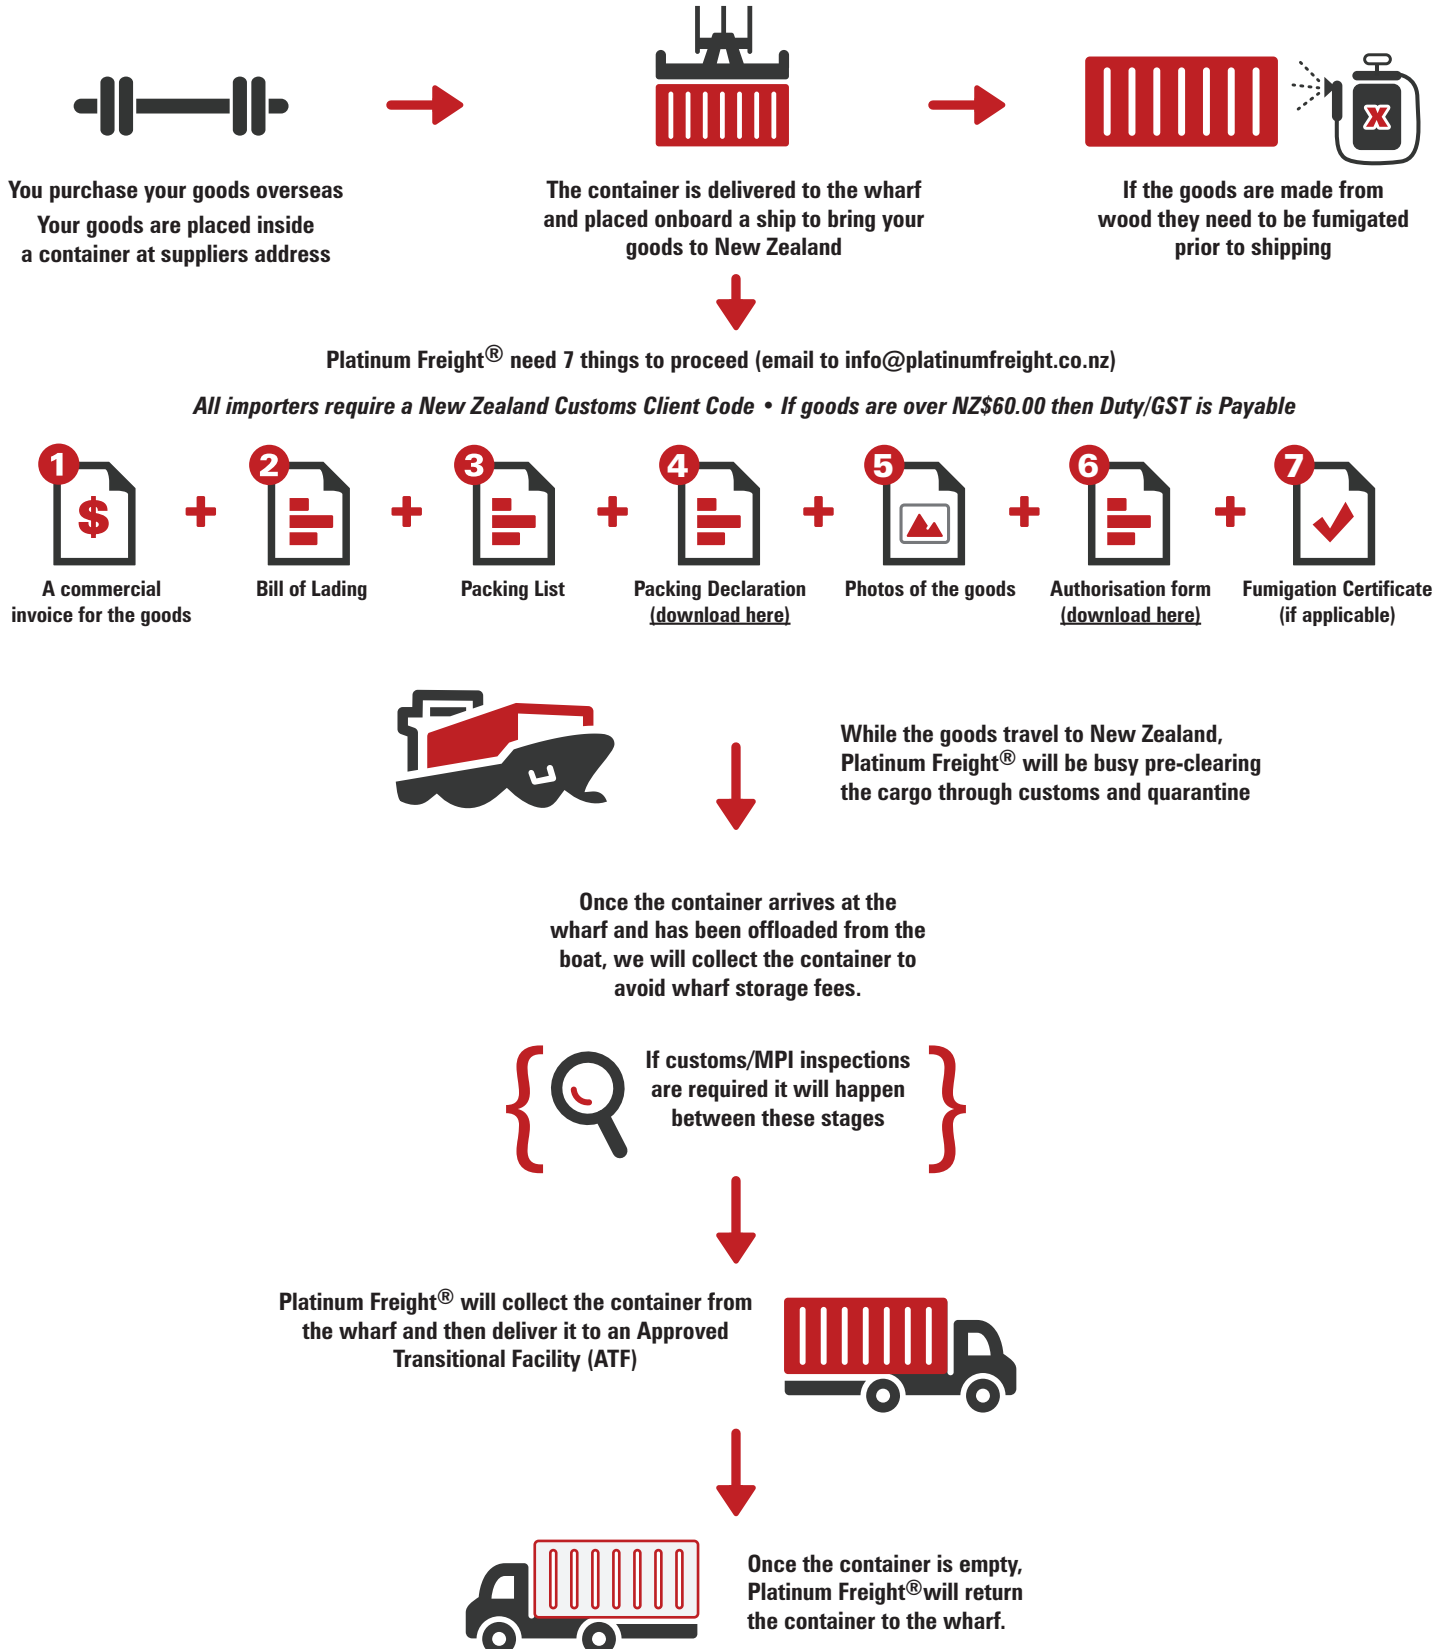 You purchase your goods overseas
Your goods are placed inside
a container at suppliers address
The container is delivered to the wharf
and placed onboard a ship to bring your
goods to New Zealand
X
If the goods are made from
wood they need to be fumigated
prior to shipping
Platinum Freight® need 7 things to proceed (email to info@platinumfreight.co.nz)
All importers require a New Zealand Customs Client Code • If goods are over NZ$60.00 then Duty/GST is Payable
1
$
A commercial
invoice for the goods
+
2
Bill of Lading
+
3
Packing List
+
4
Packing Declaration
(download here)
+
5
Photos of the goods
+
6
Authorisation form
(download here)
+
7
Fumigation Certificate
(if applicable)
While the goods travel to New Zealand,
Platinum Freight® will be busy pre-clearing
the cargo through customs and quarantine
Once the container arrives at the
wharf and has been offloaded from the
boat, we will collect the container to
avoid wharf storage fees.
{ If customs/MPI inspections
are required it will happen
between these stages }
Platinum Freight® will collect the container from
the wharf and then deliver it to an Approved
Transitional Facility (ATF)
Once the container is empty,
Platinum Freight®will return
the container to the wharf.